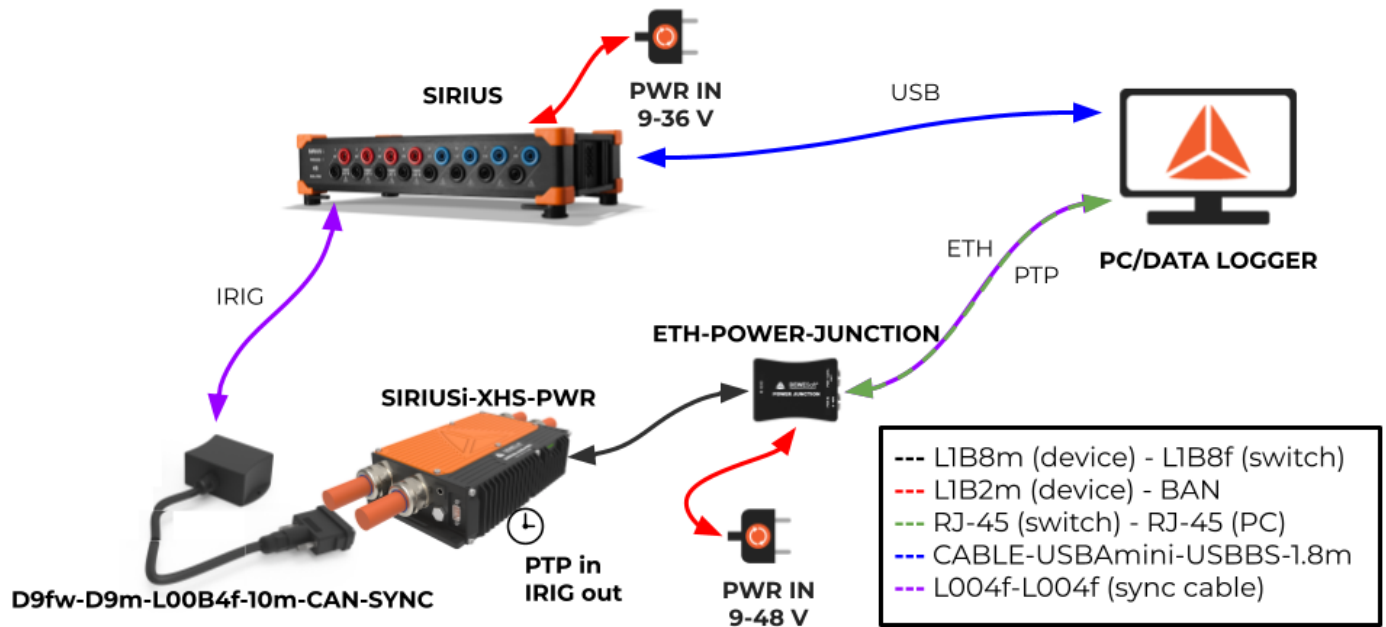 SIRIUS
PWR IN
9-36 V
USB
PC/DATA LOGGER
ETH
PTP
IRIG
ETH-POWER-JUNCTION
POWER JUNCTION
SIRIUSi-XHS-PWR
PTP in
IRIG out
D9fw-D9m-L00B4f-10m-CAN-SYNC
PWR IN
9-48 V
--- L1B8m (device) - L1B8f (switch)
--- L1B2m (device) - BAN
--- RJ-45 (switch) - RJ-45 (PC)
--- CABLE-USBAmini-USBBS-1.8m
--- L004f-L004f (sync cable)